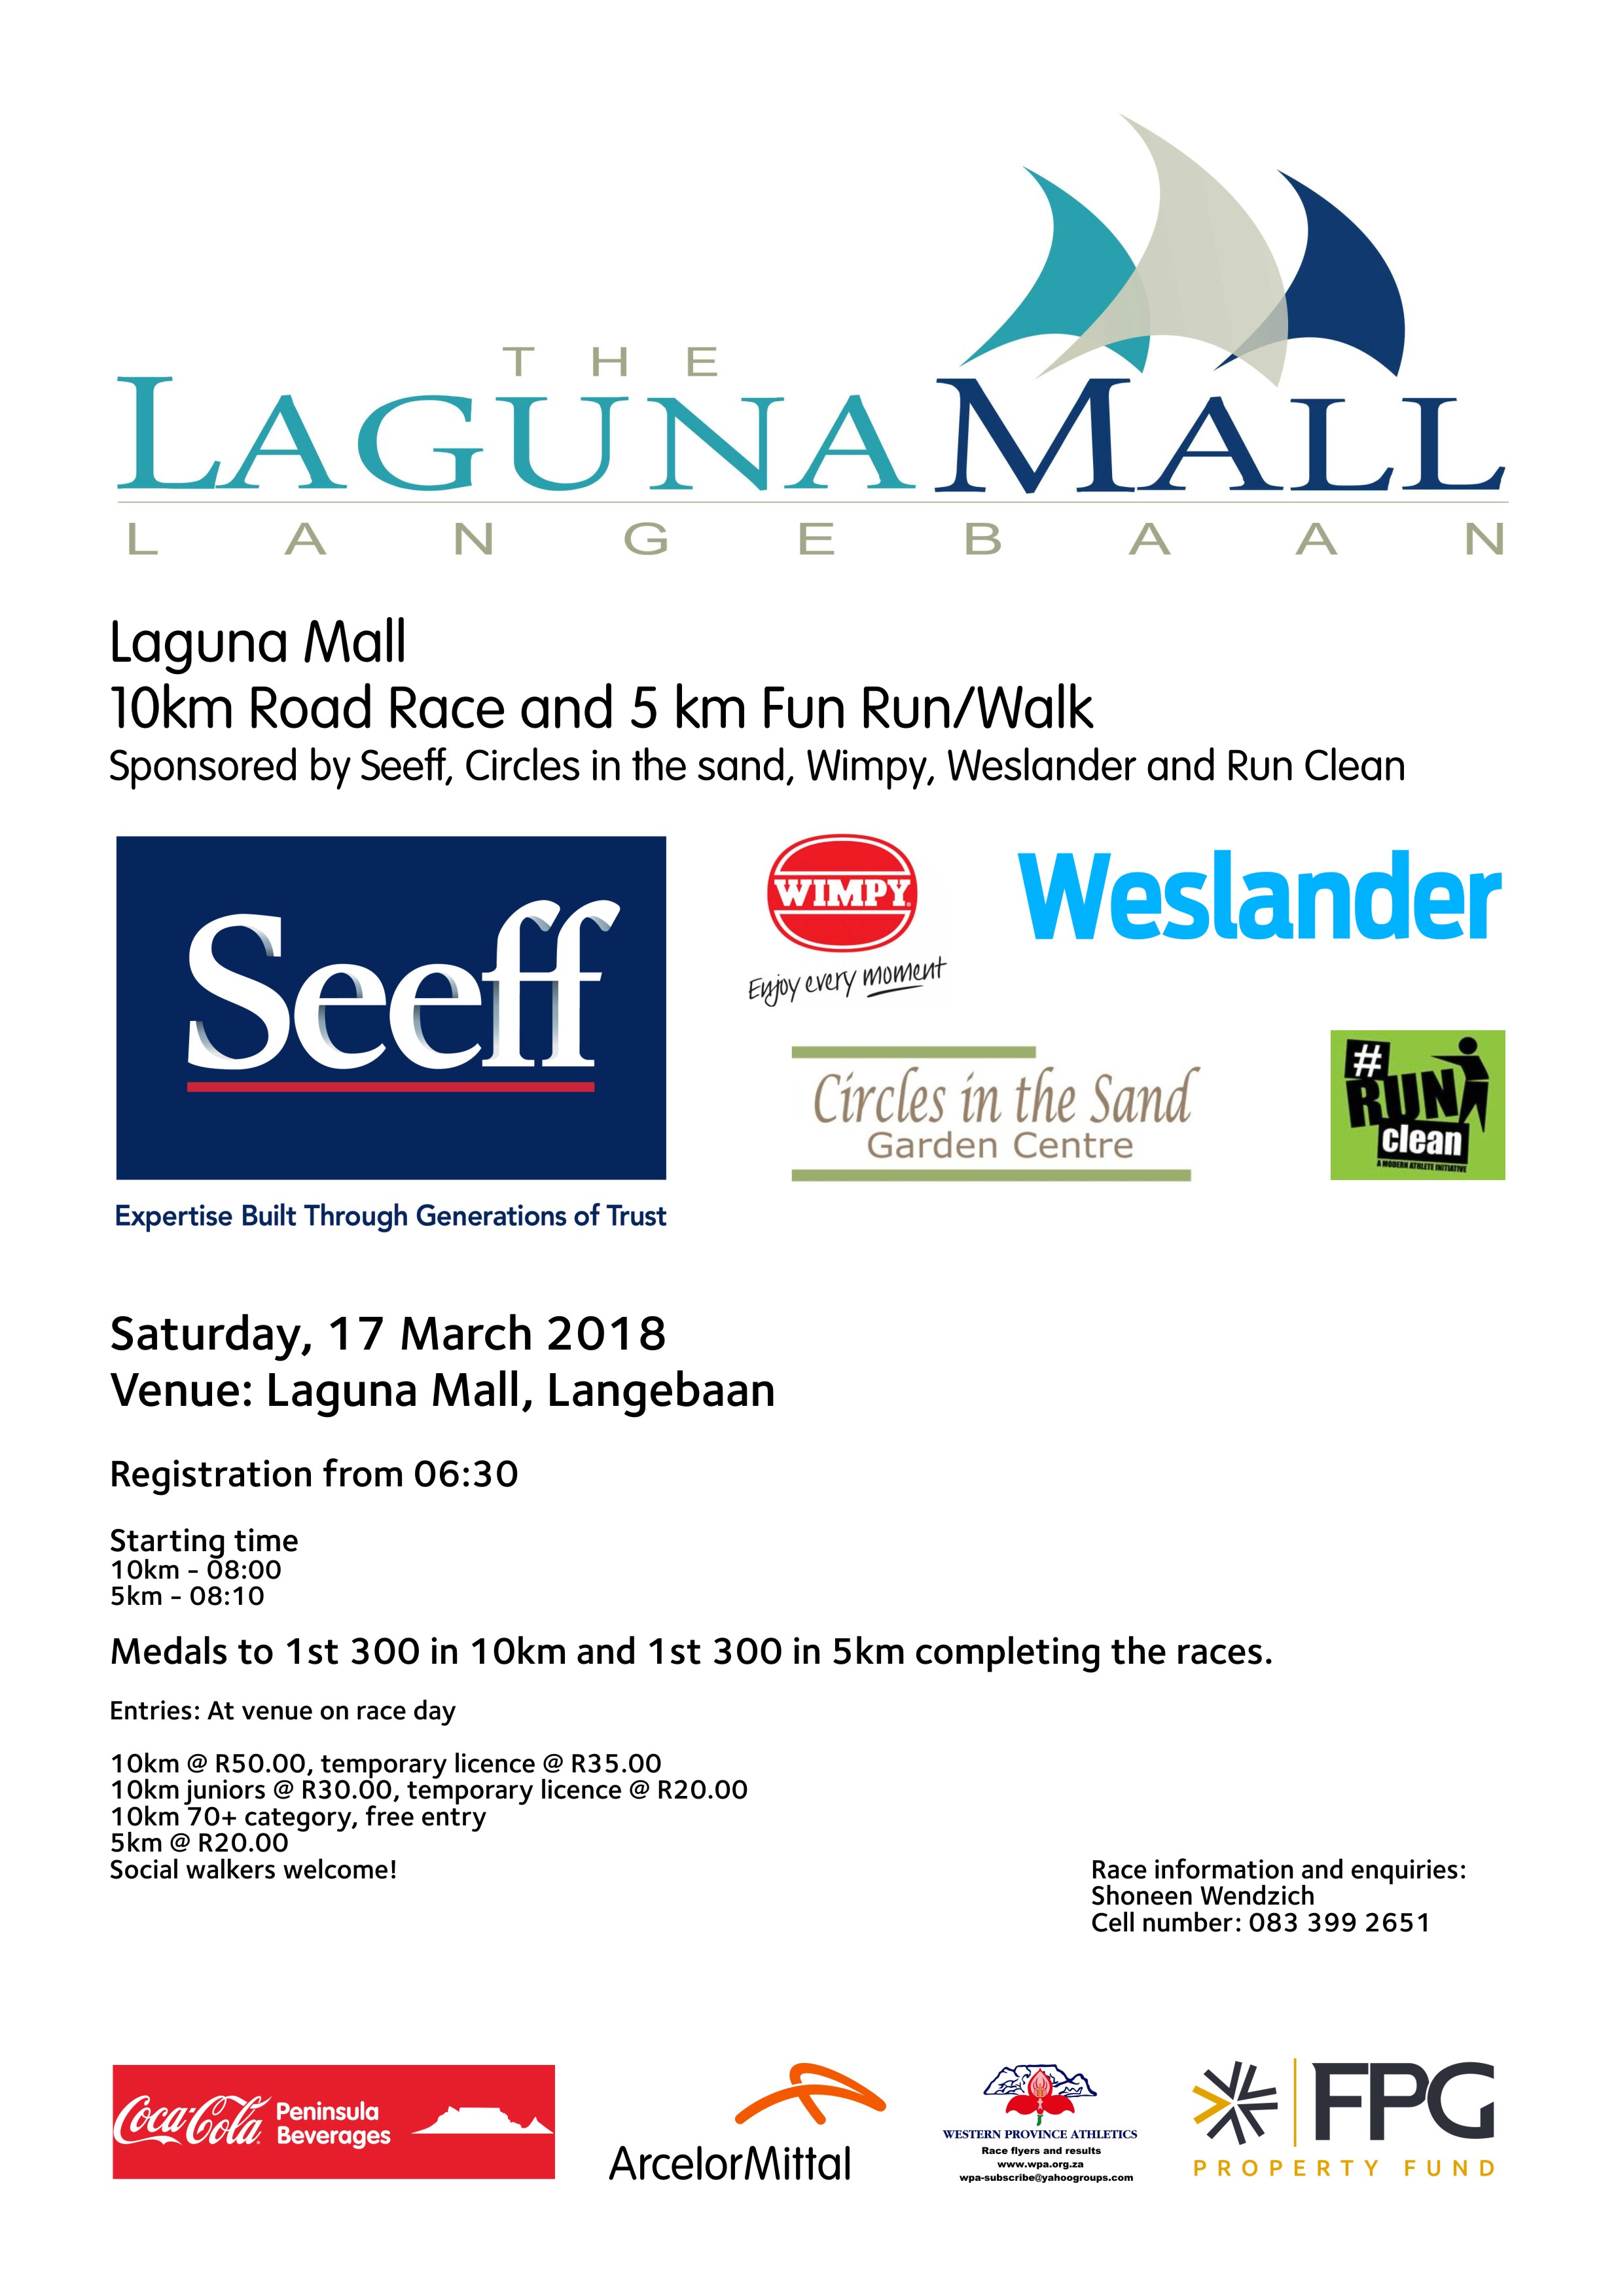 THE
LAGUNA MALL
LANGEBAAN
Laguna Mall
10km Road Race and 5 km Fun Run/Walk
Sponsored by Seeff, Circles in the sand, Wimpy, Weslander and Run Clean
Seeff
Expertise Built Through Generations of Trust
WIMPY
Enjoy every moment
Weslander
Circles in the Sand
Garden Centre
#
RUN
clean
A MODERN ATHLETE INITIATIVE
Saturday, 17 March 2018
Venue: Laguna Mall, Langebaan
Registration from 06:30
Starting time
10km - 08:00
5km - 08:10
Medals to 1st 300 in 10km and 1st 300 in 5km completing the races.
Entries: At venue on race day
10km @ R50.00, temporary licence @ R35.00
10km juniors @ R30.00, temporary licence @ R20.00
10km 70+ category, free entry
5km @ R20.00
Social walkers welcome!
Race information and enquiries:
Shoneen Wendzich
Cell number: 083 399 2651
Coca-Cola Peninsula
Beverages
ArcelorMittal
WESTERN PROVINCE ATHLETICS
Race flyers and results
www.wpa.org.za
wpa-subscribe@yahoogroups.com
FPG
PROPERTY FUND